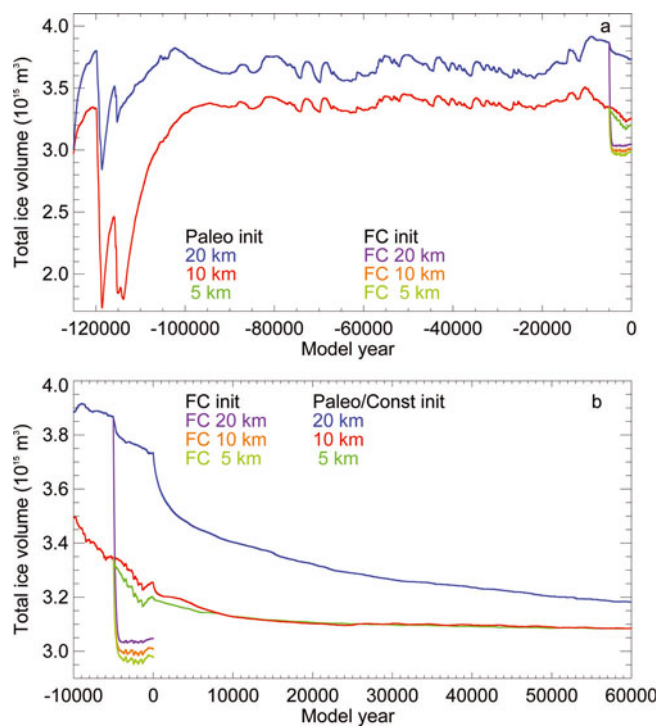 4.0
a
3.5
3.0
2.5
2.0
Total ice volume (10¹⁵ m³)
Paleo init
20 km
10 km
5 km
FC init
FC 20 km
FC 10 km
FC 5 km
-120000 -100000 -80000 -60000 -40000 -20000 0
Model year
4.0
b
3.8
3.6
3.4
3.2
3.0
Total ice volume (10¹⁵ m³)
FC init
FC 20 km
FC 10 km
FC 5 km
Paleo/Const init
20 km
10 km
5 km
-10000 0 10000 20000 30000 40000 50000 60000
Model year